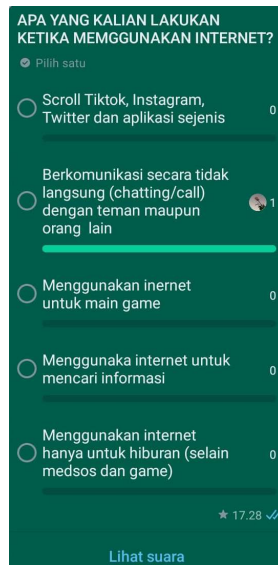 APA YANG KALIAN LAKUKAN
KETIKA MEMGGUNAKAN INTERNET?
Pilih satu
Scroll Tiktok, Instagram,
Twitter dan aplikasi sejenis
0
Berkomunikasi secara tidak
langsung (chatting/call)
dengan teman maupun
orang lain
1
Menggunakan inernet
untuk main game
0
Menggunaka internet untuk
mencari informasi
0
Menggunakan internet
hanya untuk hiburan (selain
medsos dan game)
0
17.28
Lihat suara